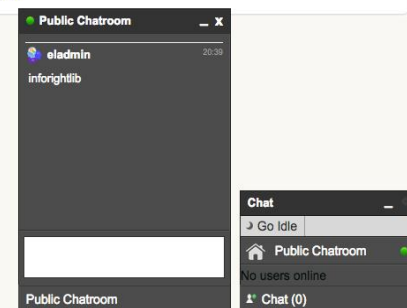 Public Chatroom _ x
eladmin 20:39
inforightlib
Public Chatroom
Chat _
Go Idle
Public Chatroom
No users online
Chat (0)